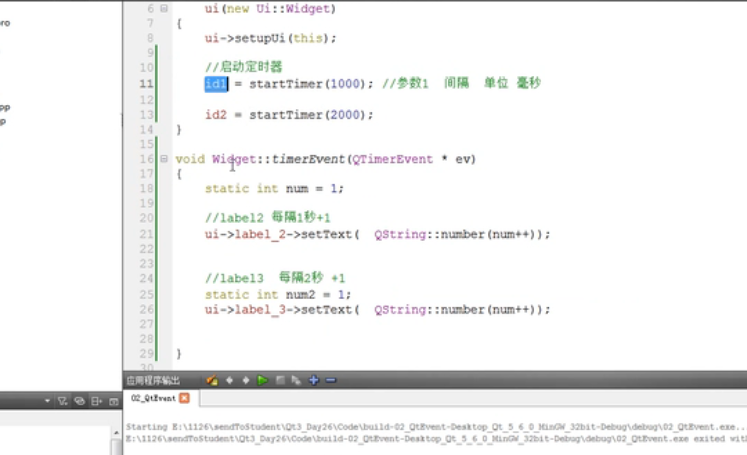 ro
6 ui(new Ui::Widget)
7 {
8 ui->setupUi(this);
9
10 //启动定时器
11 id1 = startTimer(1000); //参数1 间隔 单位 毫秒
12
13 id2 = startTimer(2000);
14 }
15
16 void Widget::timerEvent(QTimerEvent * ev)
17 {
18 static int num = 1;
19
20 //label2 每隔1秒+1
21 ui->label_2->setText( QString::number(num++));
22
23
24 //label3 每隔2秒 +1
25 static int num2 = 1;
26 ui->label_3->setText( QString::number(num++));
27
28
29 }
30
pp
p
应用程序输出
02_QtEvent
Starting E:\1126\sendToStudent\Qt3_Day26\Code\build-02_QtEvent-Desktop_Qt_5_6_0_MinGW_32bit-Debug\debug\02_QtEvent.exe...
E:\1126\sendToStudent\Qt3_Day26\Code\build-02_QtEvent-Desktop_Qt_5_6_0_MinGW_32bit-Debug\debug\02_QtEvent.exe exited wit